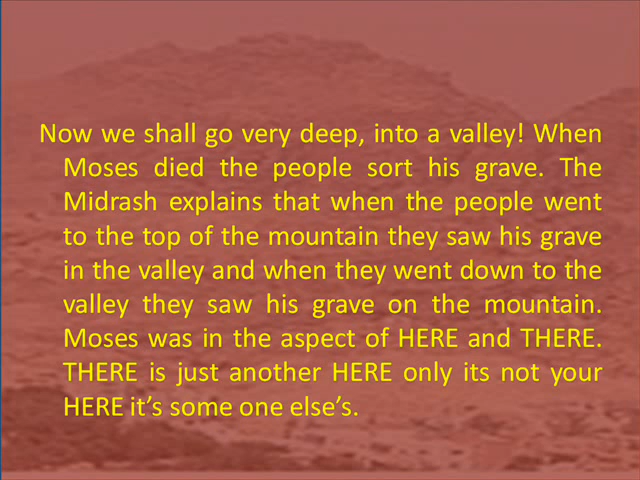 Now we shall go very deep, into a valley! When
Moses died the people sort his grave. The
Midrash explains that when the people went
to the top of the mountain they saw his grave
in the valley and when they went down to the
valley they saw his grave on the mountain.
Moses was in the aspect of HERE and THERE.
THERE is just another HERE only its not your
HERE it’s some one else’s.